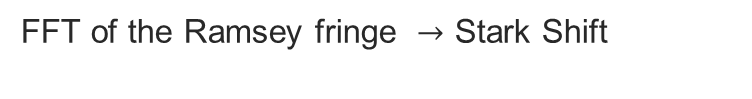 FFT of the Ramsey fringe → Stark Shift